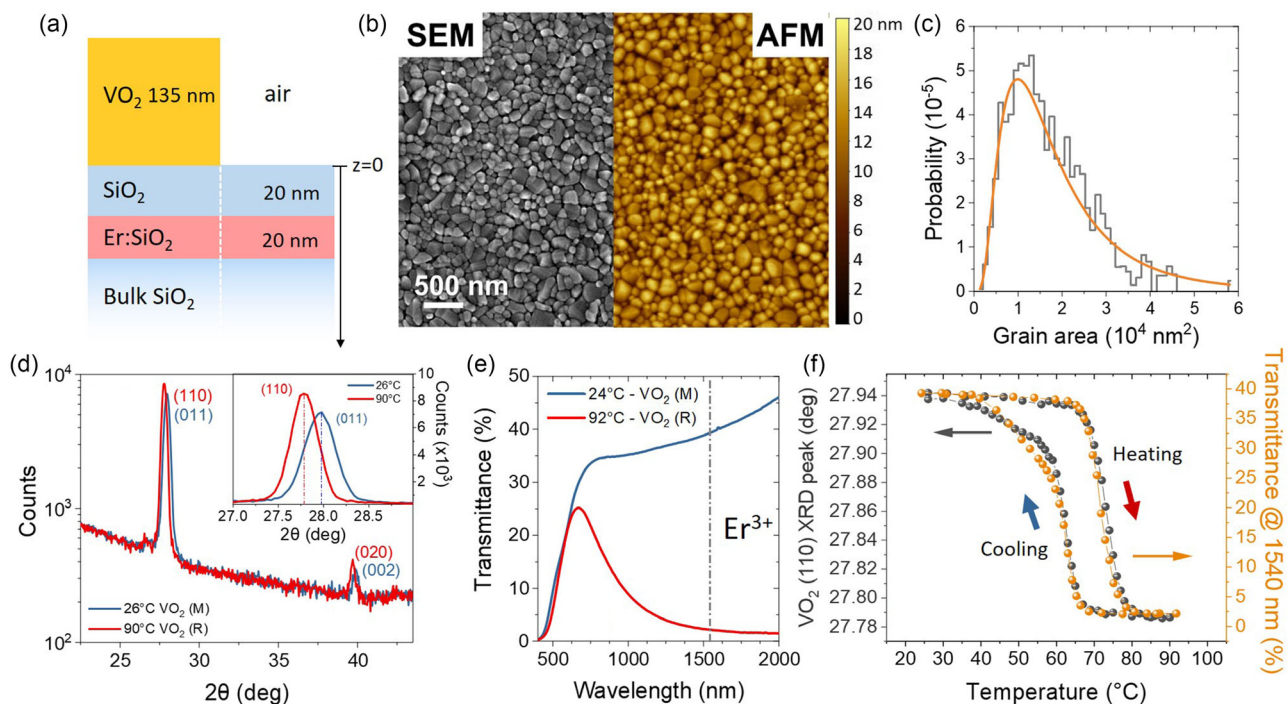 (a)
VO₂ 135 nm
air
z=0
SiO₂
20 nm
Er:SiO₂
20 nm
Bulk SiO₂
(b)
SEM
AFM
500 nm
20 nm
18
16
14
12
10
8
6
4
2
0
(c)
Probability (10⁻⁵)
6
5
4
3
2
1
0
0 1 2 3 4 5 6
Grain area (10⁴ nm²)
(d)
Counts
10⁴
10³
10²
(110)
(011)
(020)
(002)
26°C VO₂ (M)
90°C VO₂ (R)
25 30 35 40
2θ (deg)
(110)
(011)
26°C
90°C
10
8
6
4
2
Counts (x10³)
27.0 27.5 28.0 28.5
2θ (deg)
(e)
Transmittance (%)
50
40
30
20
10
0
24°C - VO₂ (M)
92°C - VO₂ (R)
Er³⁺
500 1000 1500 2000
Wavelength (nm)
(f)
VO₂ (110) XRD peak (deg)
27.94
27.92
27.90
27.88
27.86
27.84
27.82
27.80
27.78
Heating
Cooling
40
35
30
25
20
15
10
5
0
Transmittance @ 1540 nm (%)
20 30 40 50 60 70 80 90 100
Temperature (°C)